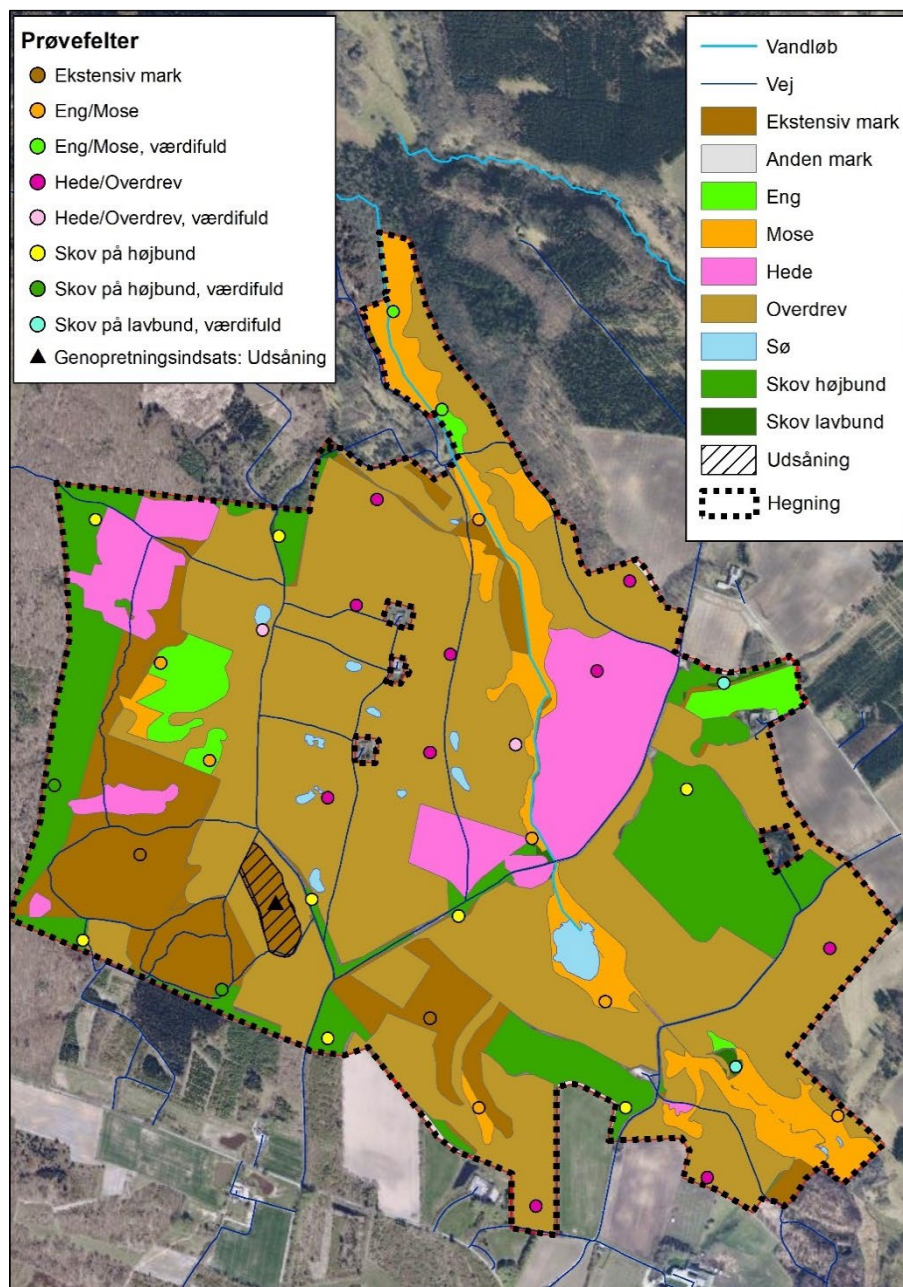 Prøvefelter
Ekstensiv mark
Eng/Mose
Eng/Mose, værdifuld
Hede/Overdrev
Hede/Overdrev, værdifuld
Skov på højbund
Skov på højbund, værdifuld
Skov på lavbund, værdifuld
Genopretningsindsats: Udsåning
Vandløb
Vej
Ekstensiv mark
Anden mark
Eng
Mose
Hede
Overdrev
Sø
Skov højbund
Skov lavbund
Udsåning
Hegning